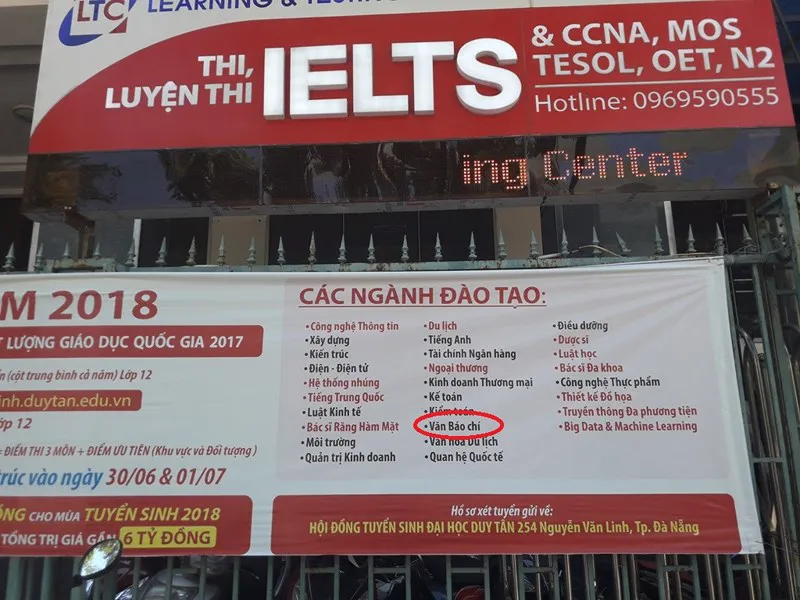 LTC
LEARNING & TECHNO
THI,
LUYỆN THI
IELTS
& CCNA, MOS
TESOL, OET, N2
Hotline: 0969590555
ing Center
M 2018
T LƯỢNG GIÁO DỤC QUỐC GIA 2017
(cột trung bình cả năm) Lớp 12
inh.duytan.edu.vn
ớp 12
= ĐIỂM THI 3 MÔN + ĐIỂM ƯU TIÊN (Khu vực và Đối tượng)
trúc vào ngày 30/06 & 01/07
ỔNG CHO MÙA TUYỂN SINH 2018
TỔNG TRỊ GIÁ GẦN 6 TỶ ĐỒNG
CÁC NGÀNH ĐÀO TẠO:
• Công nghệ Thông tin
• Xây dựng
• Kiến trúc
• Điện - Điện tử
• Hệ thống nhúng
• Tiếng Trung Quốc
• Luật Kinh tế
• Bác sĩ Răng Hàm Mặt
• Môi trường
• Quản trị Kinh doanh
• Du lịch
• Tiếng Anh
• Tài chính Ngân hàng
• Ngoại thương
• Kinh doanh Thương mại
• Kế toán
• Kiểm toán
• Văn Báo chí
• Văn hóa Du lịch
• Quan hệ Quốc tế
• Điều dưỡng
• Dược sĩ
• Luật học
• Bác sĩ Đa khoa
• Công nghệ Thực phẩm
• Thiết kế Đồ họa
• Truyền thông Đa phương tiện
• Big Data & Machine Learning
Hồ sơ xét tuyển gửi về:
HỘI ĐỒNG TUYỂN SINH ĐẠI HỌC DUY TÂN 254 Nguyễn Văn Linh, Tp. Đà Nẵng